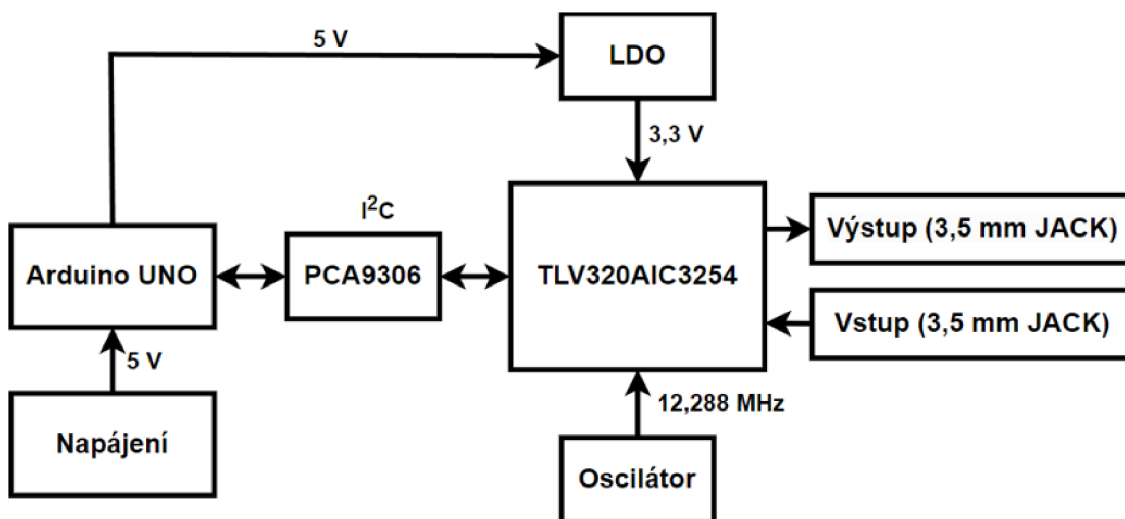 5 V
LDO
3,3 V
I²C
Arduino UNO
PCA9306
TLV320AIC3254
Výstup (3,5 mm JACK)
Vstup (3,5 mm JACK)
5 V
12,288 MHz
Napájení
Oscilátor